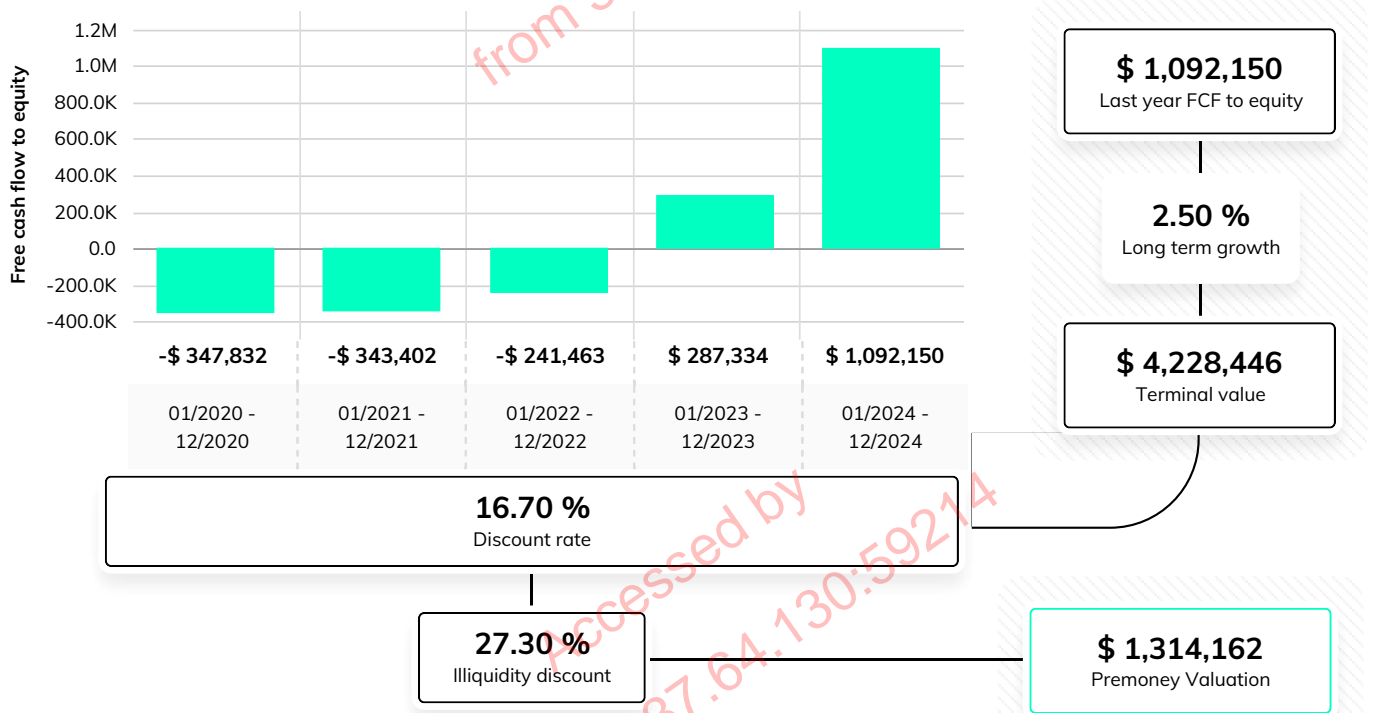 Free cash flow to equity
1.2M
1.0M
800.0K
600.0K
400.0K
200.0K
0.0
-200.0K
-400.0K
-$ 347,832
-$ 343,402
-$ 241,463
$ 287,334
$ 1,092,150
01/2020 -
12/2020
01/2021 -
12/2021
01/2022 -
12/2022
01/2023 -
12/2023
01/2024 -
12/2024
16.70 %
Discount rate
27.30 %
Illiquidity discount
$ 1,092,150
Last year FCF to equity
2.50 %
Long term growth
$ 4,228,446
Terminal value
$ 1,314,162
Premoney Valuation
from
Accessed by
37.64.130:59214